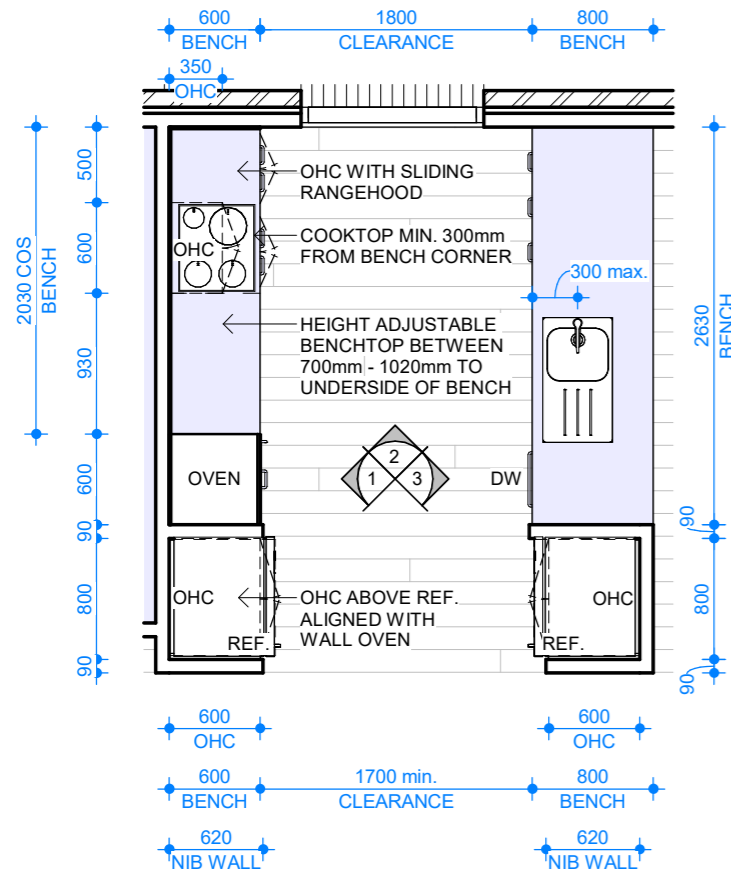 600
BENCH
1800
CLEARANCE
800
BENCH
350
OHC
500
600
930
2030 COS
BENCH
600
90
800
90
OHC WITH SLIDING
RANGEHOOD
OHC
COOKTOP MIN. 300mm
FROM BENCH CORNER
300 max.
HEIGHT ADJUSTABLE
BENCHTOP BETWEEN
700mm - 1020mm TO
UNDERSIDE OF BENCH
2630
BENCH
OVEN
1
2
3
DW
90
800
90
OHC
OHC ABOVE REF.
ALIGNED WITH
WALL OVEN
REF.
OHC
REF.
600
OHC
600
OHC
600
BENCH
1700 min.
CLEARANCE
800
BENCH
620
NIB WALL
620
NIB WALL